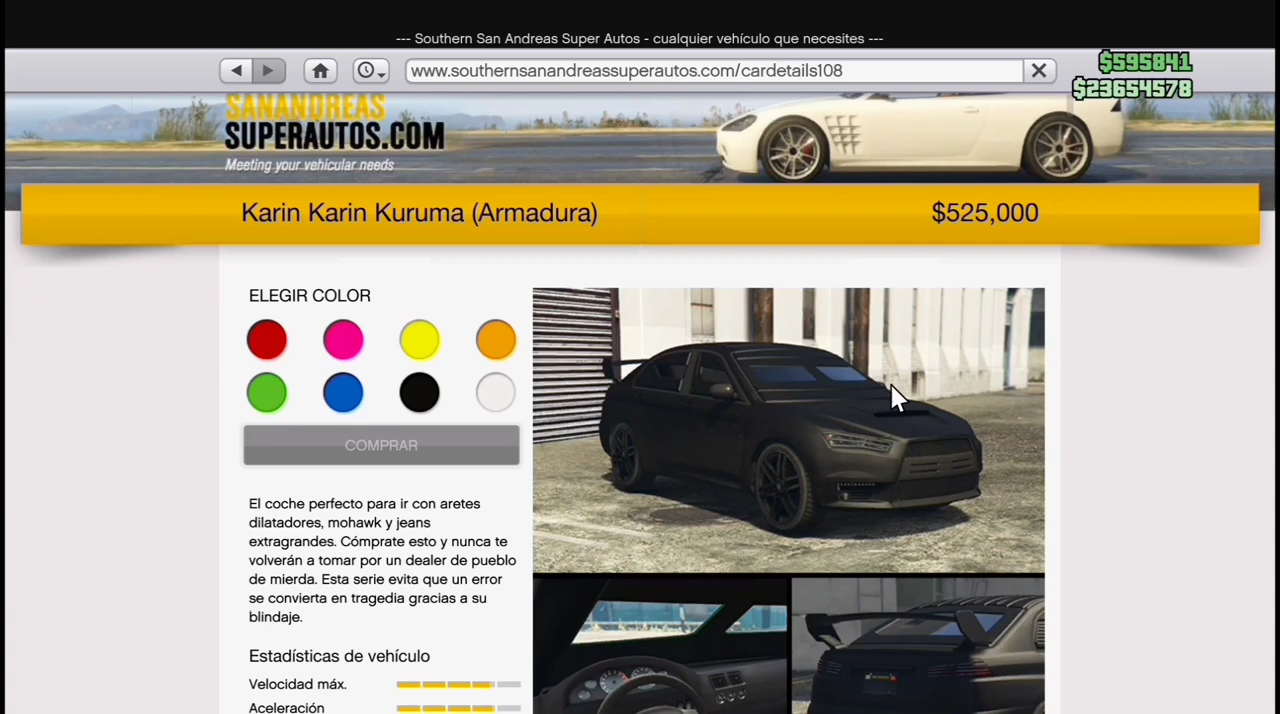 --- Southern San Andreas Super Autos - cualquier vehículo que necesites ---
www.southernsanandreassuperautos.com/cardetails108
$595841
$23654578
SANANDREAS
SUPERAUTOS.COM
Meeting your vehicular needs
Karin Karin Kuruma (Armadura)
$525,000
ELEGIR COLOR
COMPRAR
El coche perfecto para ir con aretes
dilatadores, mohawk y jeans
extragrandes. Cómprate esto y nunca te
volverán a tomar por un dealer de pueblo
de mierda. Esta serie evita que un error
se convierta en tragedia gracias a su
blindaje.
Estadísticas de vehículo
Velocidad máx.
Aceleración